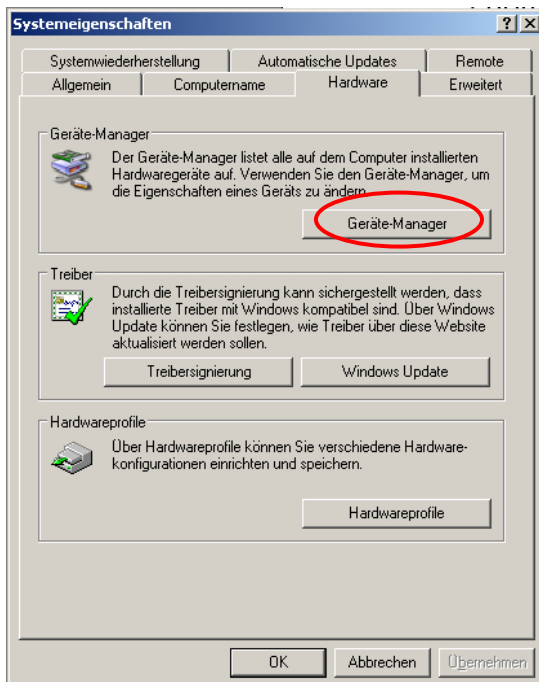 Systemeigenschaften
Systemwiederherstellung Automatische Updates Remote
Allgemein Computername Hardware Erweitert
Geräte-Manager
Der Geräte-Manager listet alle auf dem Computer installierten
Hardwaregeräte auf. Verwenden Sie den Geräte-Manager, um
die Eigenschaften eines Geräts zu ändern.
Geräte-Manager
Treiber
Durch die Treibersignierung kann sichergestellt werden, dass
installierte Treiber mit Windows kompatibel sind. Über Windows
Update können Sie festlegen, wie Treiber über diese Website
aktualisiert werden sollen.
Treibersignierung Windows Update
Hardwareprofile
Über Hardwareprofile können Sie verschiedene Hardware-
konfigurationen einrichten und speichern.
Hardwareprofile
OK Abbrechen Übernehmen